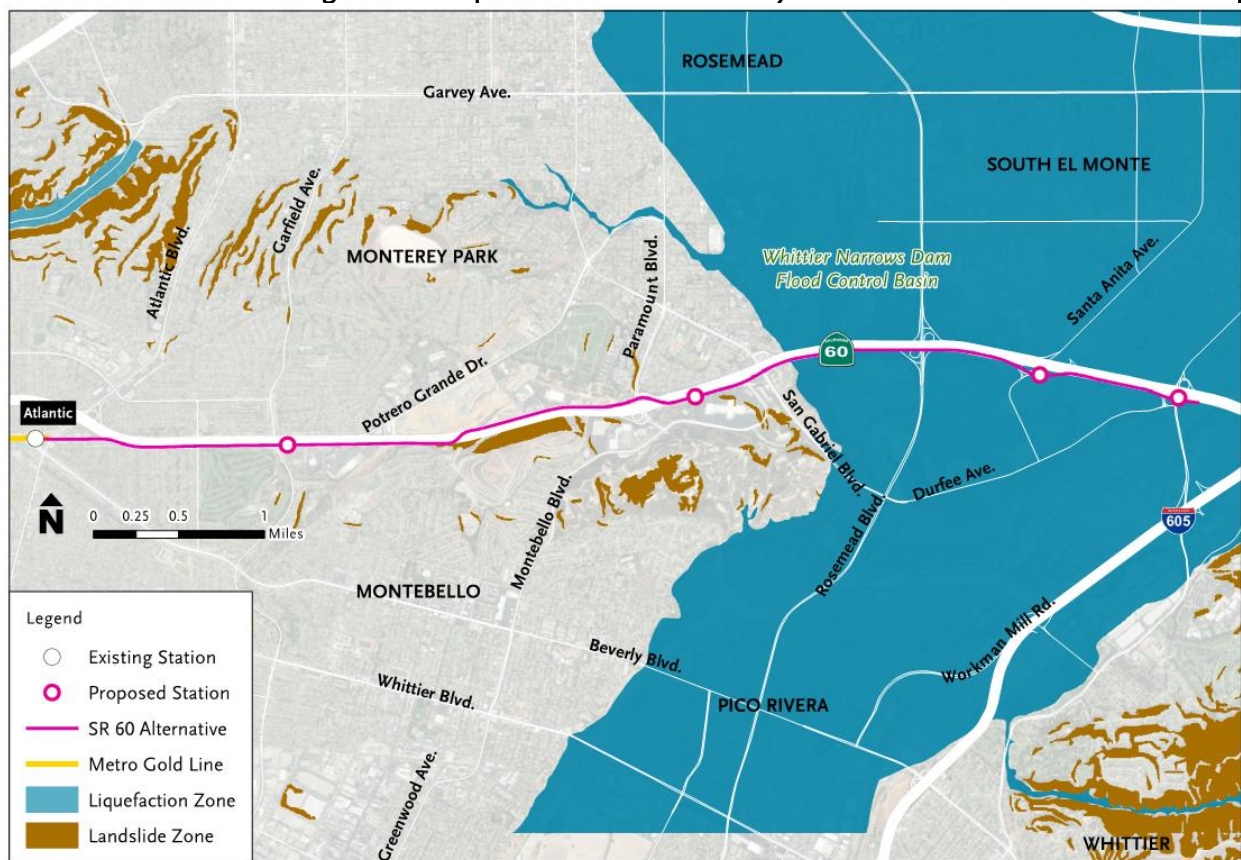 ROSEMEAD
Garvey Ave.
SOUTH EL MONTE
Atlantic Blvd.
Garfield Ave.
MONTEREY PARK
Paramount Blvd.
Whittier Narrows Dam
Flood Control Basin
Santa Anita Ave.
CALIFORNIA
60
Potrero Grande Dr.
Atlantic
San Gabriel Blvd.
Durfee Ave.
N
0 0.25 0.5 1
Miles
Montebello Blvd.
Rosemead Blvd.
605
MONTEBELLO
Beverly Blvd.
Workman Mill Rd.
Whittier Blvd.
PICO RIVERA
Greenwood Ave.
WHITTIER
Legend
Existing Station
Proposed Station
SR 60 Alternative
Metro Gold Line
Liquefaction Zone
Landslide Zone